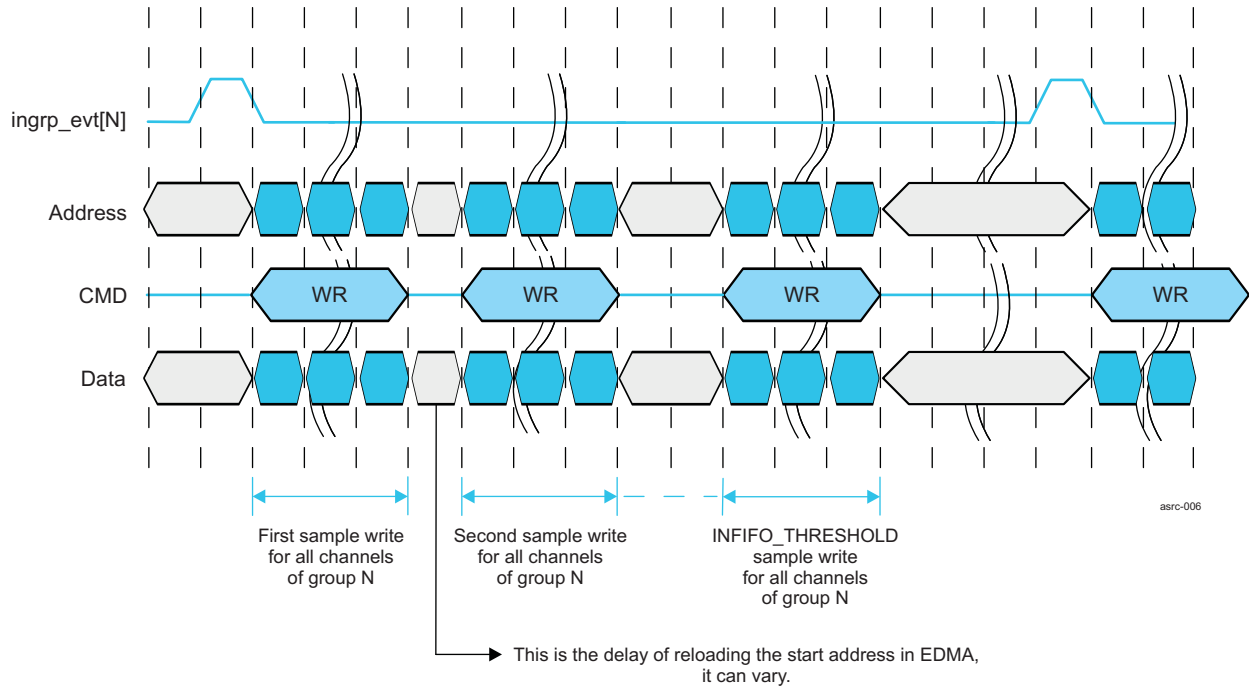 ingrp_evt[N]
Address
CMD
WR
WR
WR
WR
Data
asrc-006
First sample write
for all channels
of group N
Second sample write
for all channels
of group N
INFIFO_THRESHOLD
sample write
for all channels
of group N
This is the delay of reloading the start address in EDMA,
it can vary.